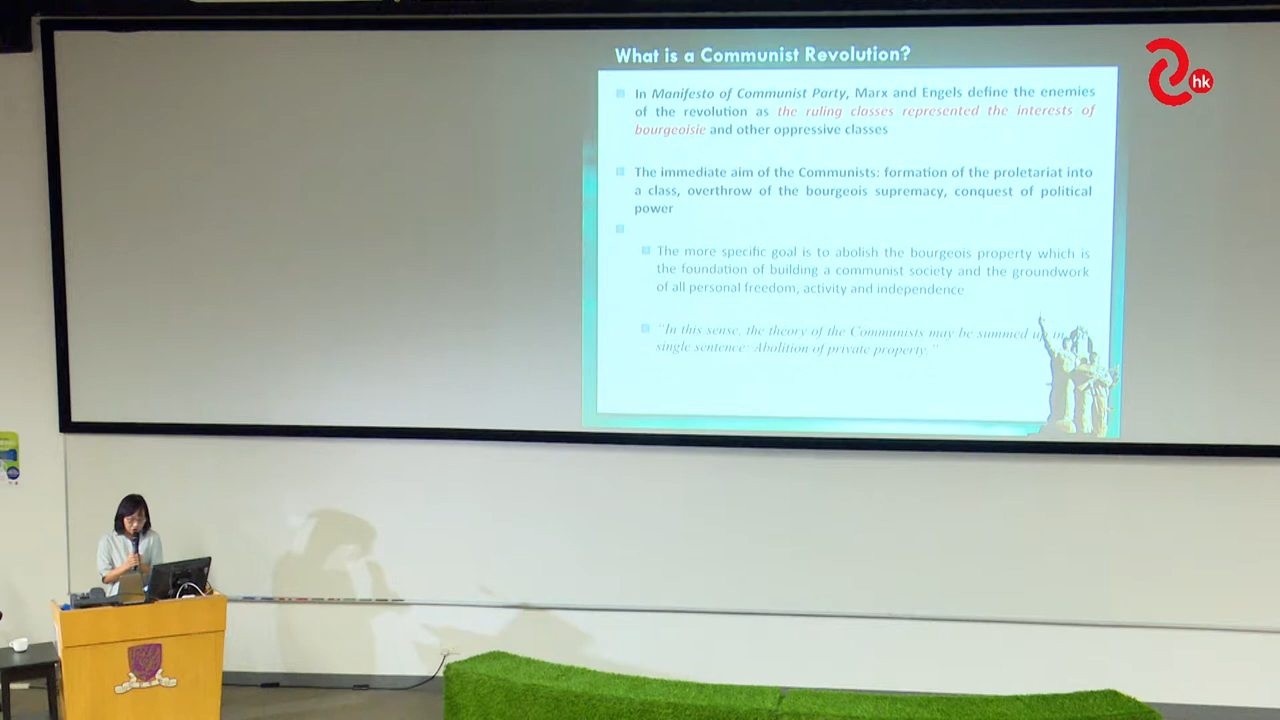 What is a Communist Revolution?
hk
In Manifesto of Communist Party, Marx and Engels define the enemies
of the revolution as the ruling classes represented the interests of
bourgeoisie and other oppressive classes
The immediate aim of the Communists: formation of the proletariat into
a class, overthrow of the bourgeois supremacy, conquest of political
power
The more specific goal is to abolish the bourgeois property which is
the foundation of building a communist society and the groundwork
of all personal freedom, activity and independence
"In this sense, the theory of the Communists may be summed up in
single sentence: Abolition of private property."